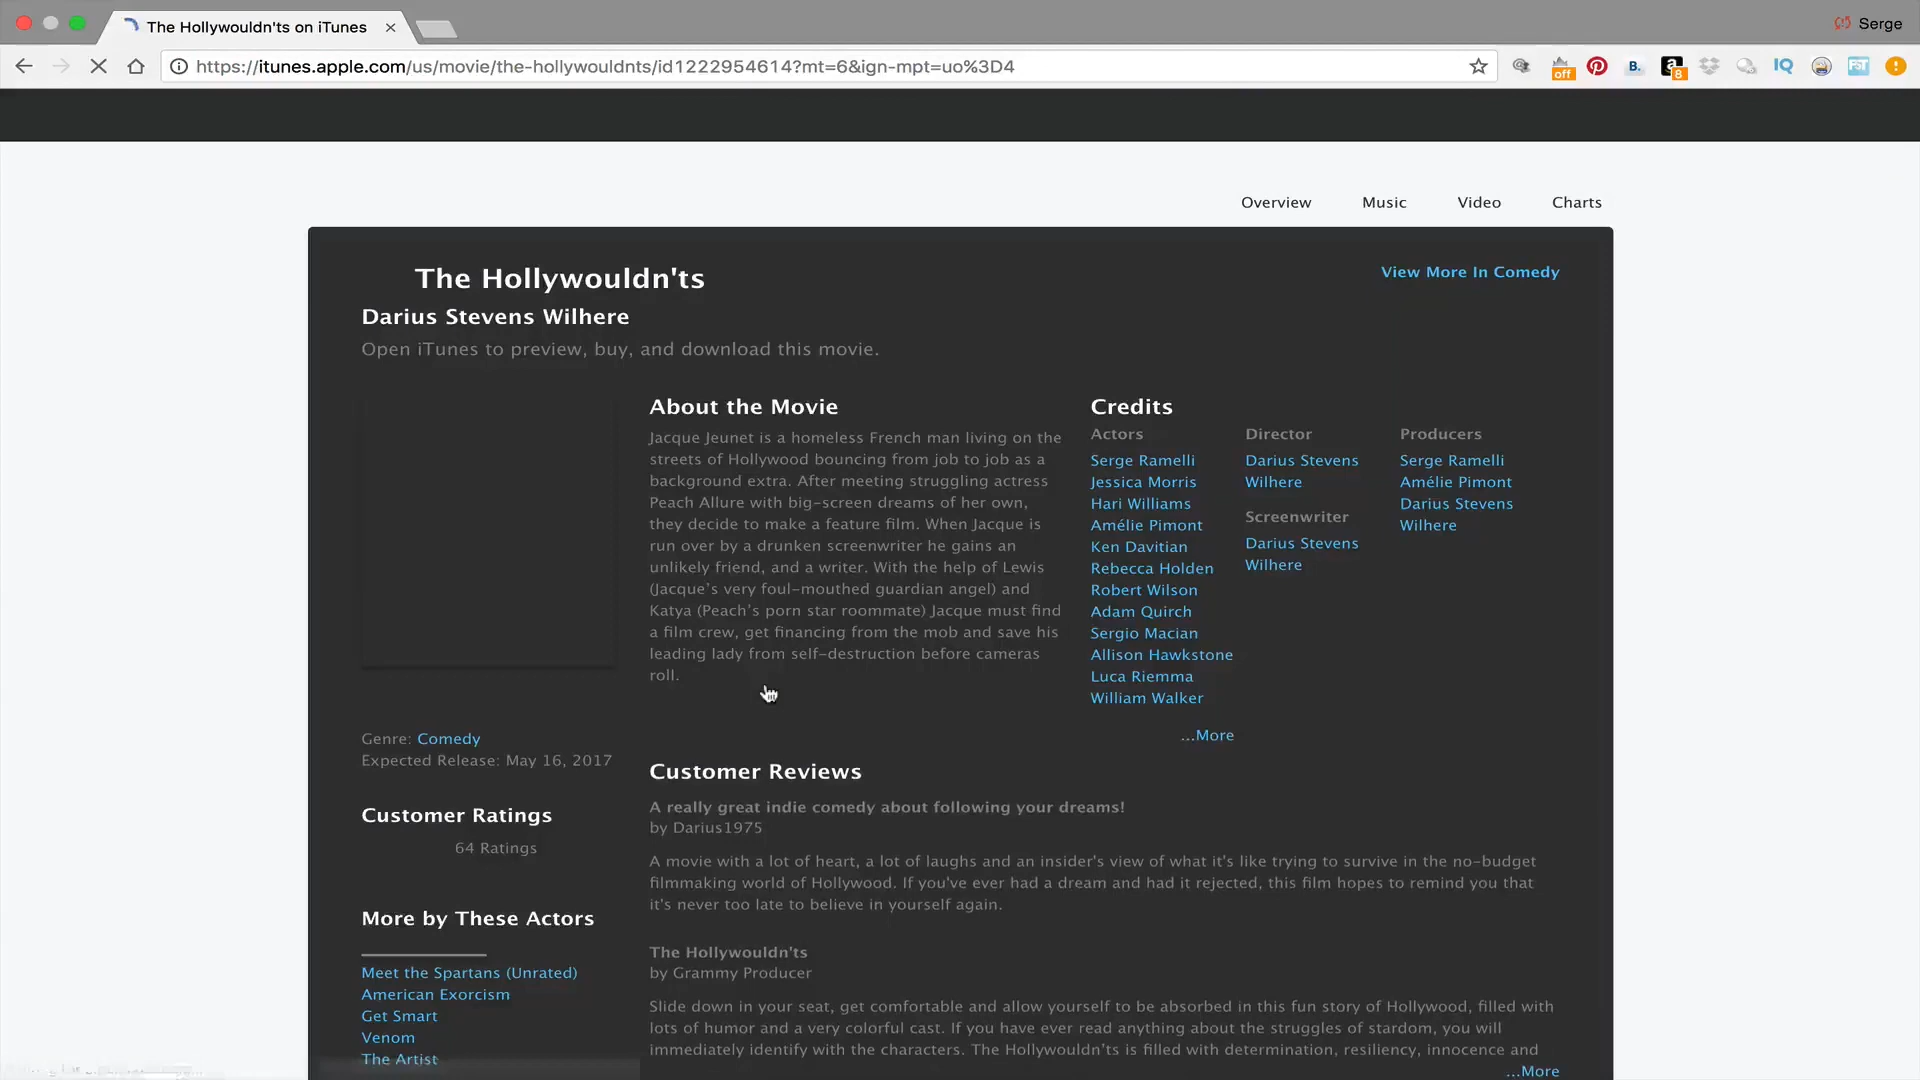 The Hollywouldn'ts on iTunes
Serge
https://itunes.apple.com/us/movie/the-hollywouldnts/id1222954614?mt=6&ign-mpt=uo%3D4
off
B.
a
8
IQ
FST
Overview Music Video Charts
The Hollywouldn'ts
View More In Comedy
Darius Stevens Wilhere
Open iTunes to preview, buy, and download this movie.
About the Movie
Jacque Jeunet is a homeless French man living on the
streets of Hollywood bouncing from job to job as a
background extra. After meeting struggling actress
Peach Allure with big-screen dreams of her own,
they decide to make a feature film. When Jacque is
run over by a drunken screenwriter he gains an
unlikely friend, and a writer. With the help of Lewis
(Jacque's very foul-mouthed guardian angel) and
Katya (Peach's porn star roommate) Jacque must find
a film crew, get financing from the mob and save his
leading lady from self-destruction before cameras
roll.
Credits
Actors
Serge Ramelli
Jessica Morris
Hari Williams
Amélie Pimont
Ken Davitian
Rebecca Holden
Robert Wilson
Adam Quirch
Sergio Macian
Allison Hawkstone
Luca Riemma
William Walker
...More
Director
Darius Stevens
Wilhere
Screenwriter
Darius Stevens
Wilhere
Producers
Serge Ramelli
Amélie Pimont
Darius Stevens
Wilhere
Genre: Comedy
Expected Release: May 16, 2017
Customer Ratings
64 Ratings
More by These Actors
Meet the Spartans (Unrated)
American Exorcism
Get Smart
Venom
The Artist
Customer Reviews
A really great indie comedy about following your dreams!
by Darius1975
A movie with a lot of heart, a lot of laughs and an insider's view of what it's like trying to survive in the no-budget
filmmaking world of Hollywood. If you've ever had a dream and had it rejected, this film hopes to remind you that
it's never too late to believe in yourself again.
The Hollywouldn'ts
by Grammy Producer
Slide down in your seat, get comfortable and allow yourself to be absorbed in this fun story of Hollywood, filled with
lots of humor and a very colorful cast. If you have ever read anything about the struggles of stardom, you will
immediately identify with the characters. The Hollywouldn'ts is filled with determination, resiliency, innocence and
...More